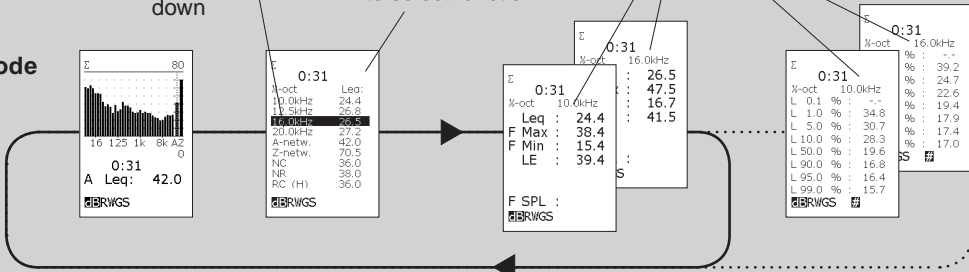 down
ode
Σ 80
16 125 1k 8k AZ
0
0:31
A Leq: 42.0
dBRWGS
Σ
0:31
⅓-oct Leq:
10.0kHz 24.4
12.5kHz 26.8
16.0kHz 26.5
20.0kHz 27.2
A-netw. 42.0
Z-netw. 70.5
NC 36.0
NR 38.0
RC (H) 36.0
dBRWGS
Σ
0:31
⅓-oct 10.0kHz
Leq : 24.4
F Max : 38.4
F Min : 15.4
LE : 39.4
F SPL :
dBRWGS
Σ
0:31
⅓-oct 16.0kHz
: 26.5
: 47.5
: 16.7
: 41.5
:
S
Σ
0:31
⅓-oct 10.0kHz
L 0.1 % : -.-
L 1.0 % : 34.8
L 5.0 % : 30.7
L 10.0 % : 28.3
L 50.0 % : 19.6
L 90.0 % : 16.8
L 95.0 % : 16.4
L 99.0 % : 15.7
dBRWGS #
Σ
0:31
⅓-oct 16.0kHz
% : -.-
% : 39.2
% : 24.7
% : 22.6
% : 19.4
% : 17.9
% : 17.4
% : 17.0
GS #